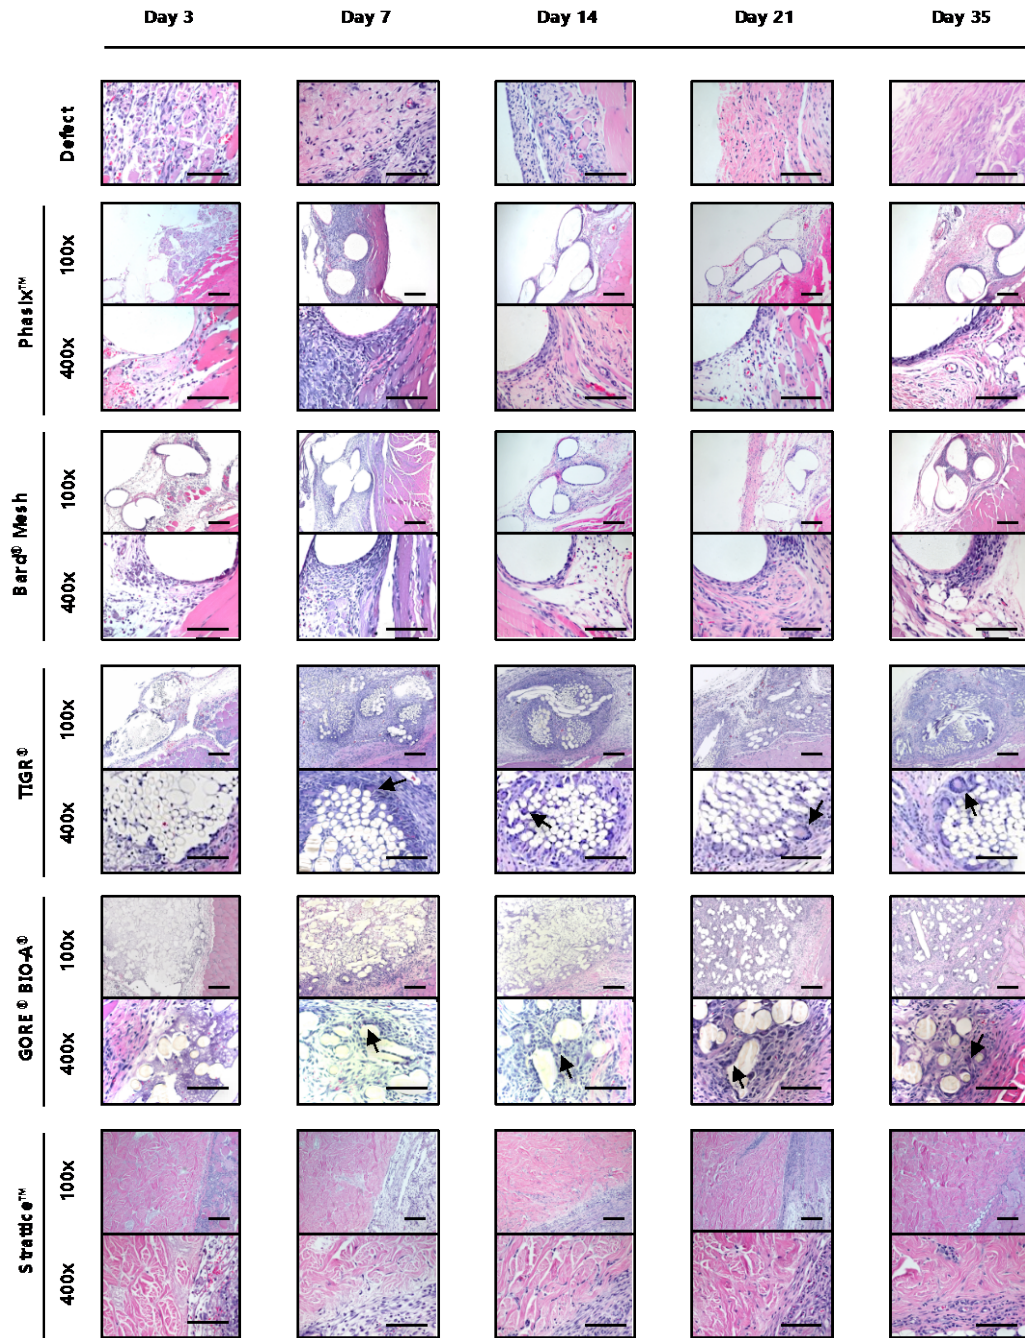 Day 3 Day 7 Day 14 Day 21 Day 35
Defect
Phasix™
100x
400x
Bard® Mesh
100x
400x
TIGR®
100x
400x
GORE® BIO-A®
100x
400x
Strattice™
100x
400x